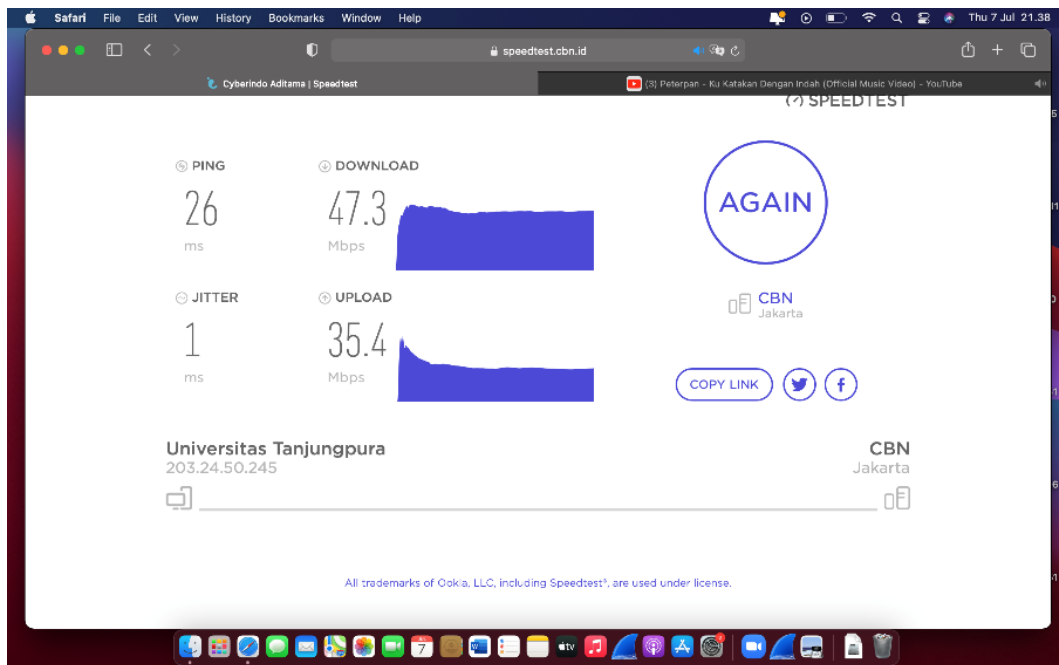 Safari File Edit View History Bookmarks Window Help Thu 7 Jul 21.38
speedtest.cbn.id
Cyberindo Aditama | Speedtest
(3) Peterpan - Ku Katakan Dengan Indah (Official Music Video) - YouTube
SPEEDTEST
PING
26
ms
DOWNLOAD
47.3
Mbps
AGAIN
JITTER
1
ms
UPLOAD
35.4
Mbps
CBN
Jakarta
COPY LINK
Universitas Tanjungpura
203.24.50.245
CBN
Jakarta
All trademarks of Ookla, LLC, including Speedtest®, are used under license.
7
tv